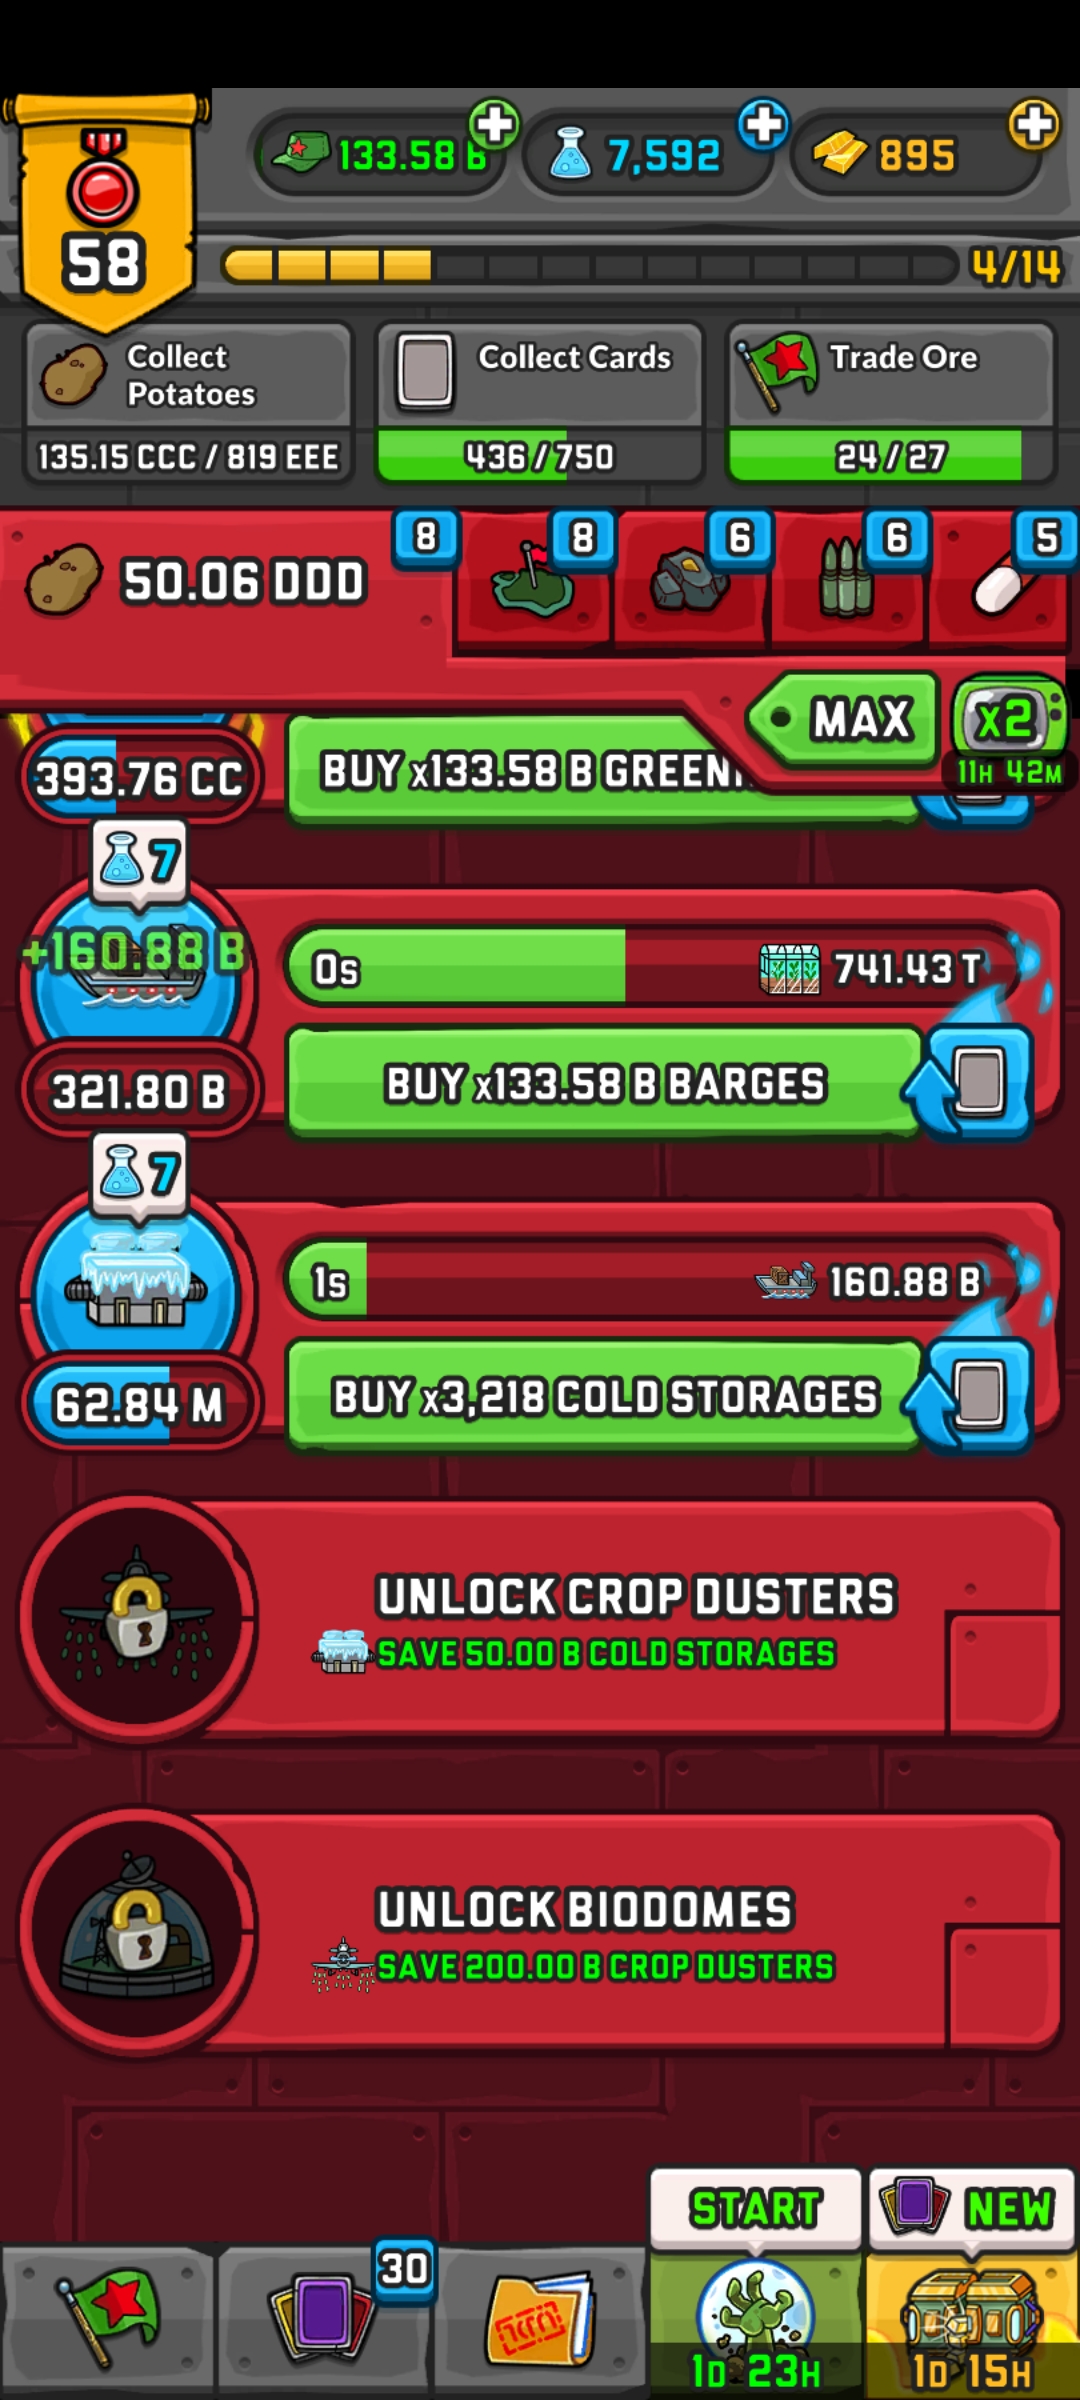 58
133.58 B
7,592
895
4/14
Collect
Potatoes
135.15 CCC / 819 EEE
Collect Cards
436 / 750
Trade Ore
24 / 27
50.06 DDD
8
8
6
6
5
MAX
x2
11H 42M
393.76 CC
BUY x133.58 B
7
+160.88 B
321.80 B
0s
741.43 T
BUY x133.58 B BARGES
7
62.84 M
1s
160.88 B
BUY x3,218 COLD STORAGES
UNLOCK CROP DUSTERS
SAVE 50.00 B COLD STORAGES
UNLOCK BIODOMES
SAVE 200.00 B CROP DUSTERS
30
START
1D 23H
NEW
1D 15H